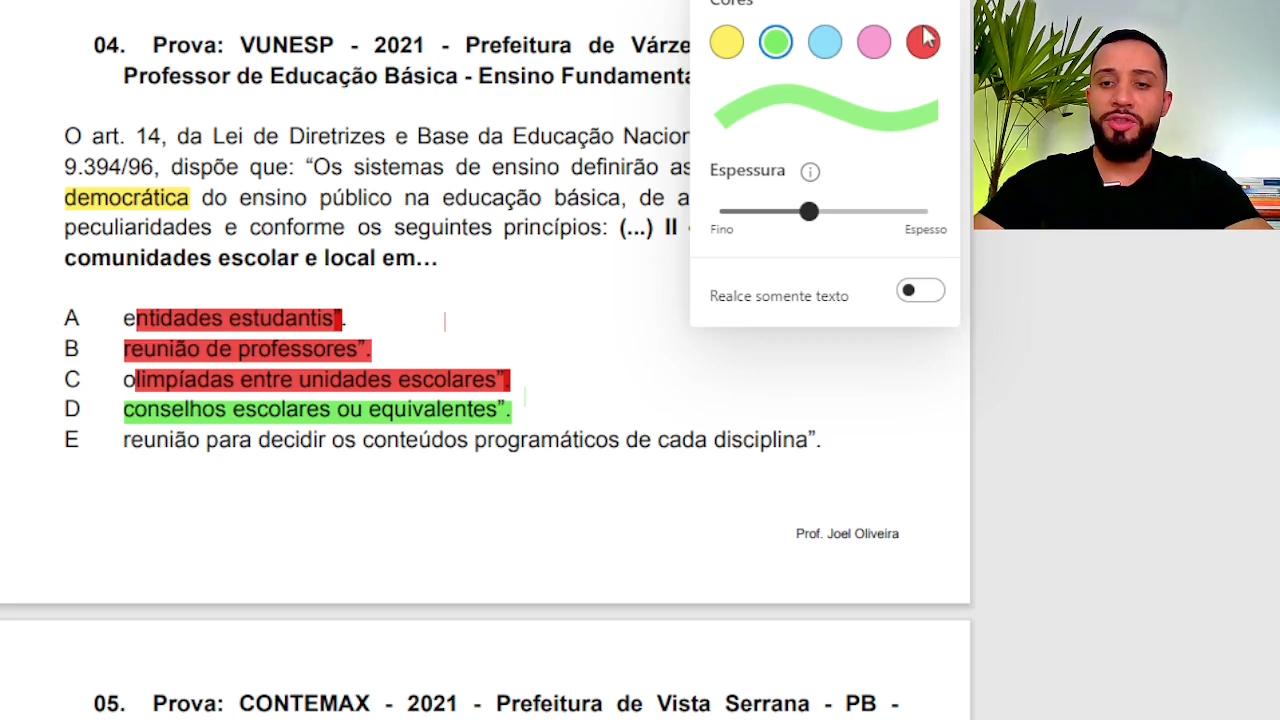 04. Prova: VUNESP - 2021 - Prefeitura de Várze
Professor de Educação Básica - Ensino Fundamenta
O art. 14, da Lei de Diretrizes e Base da Educação Nacion
9.394/96, dispõe que: “Os sistemas de ensino definirão as
democrática do ensino público na educação básica, de a
peculiaridades e conforme os seguintes princípios: (...) II
comunidades escolar e local em…
A entidades estudantis”.
B reunião de professores”.
C olimpíadas entre unidades escolares”.
D conselhos escolares ou equivalentes”.
E reunião para decidir os conteúdos programáticos de cada disciplina”.
Prof. Joel Oliveira
05. Prova: CONTEMAX - 2021 - Prefeitura de Vista Serrana - PB -
Cores
Espessura
Fino Espesso
Realce somente texto